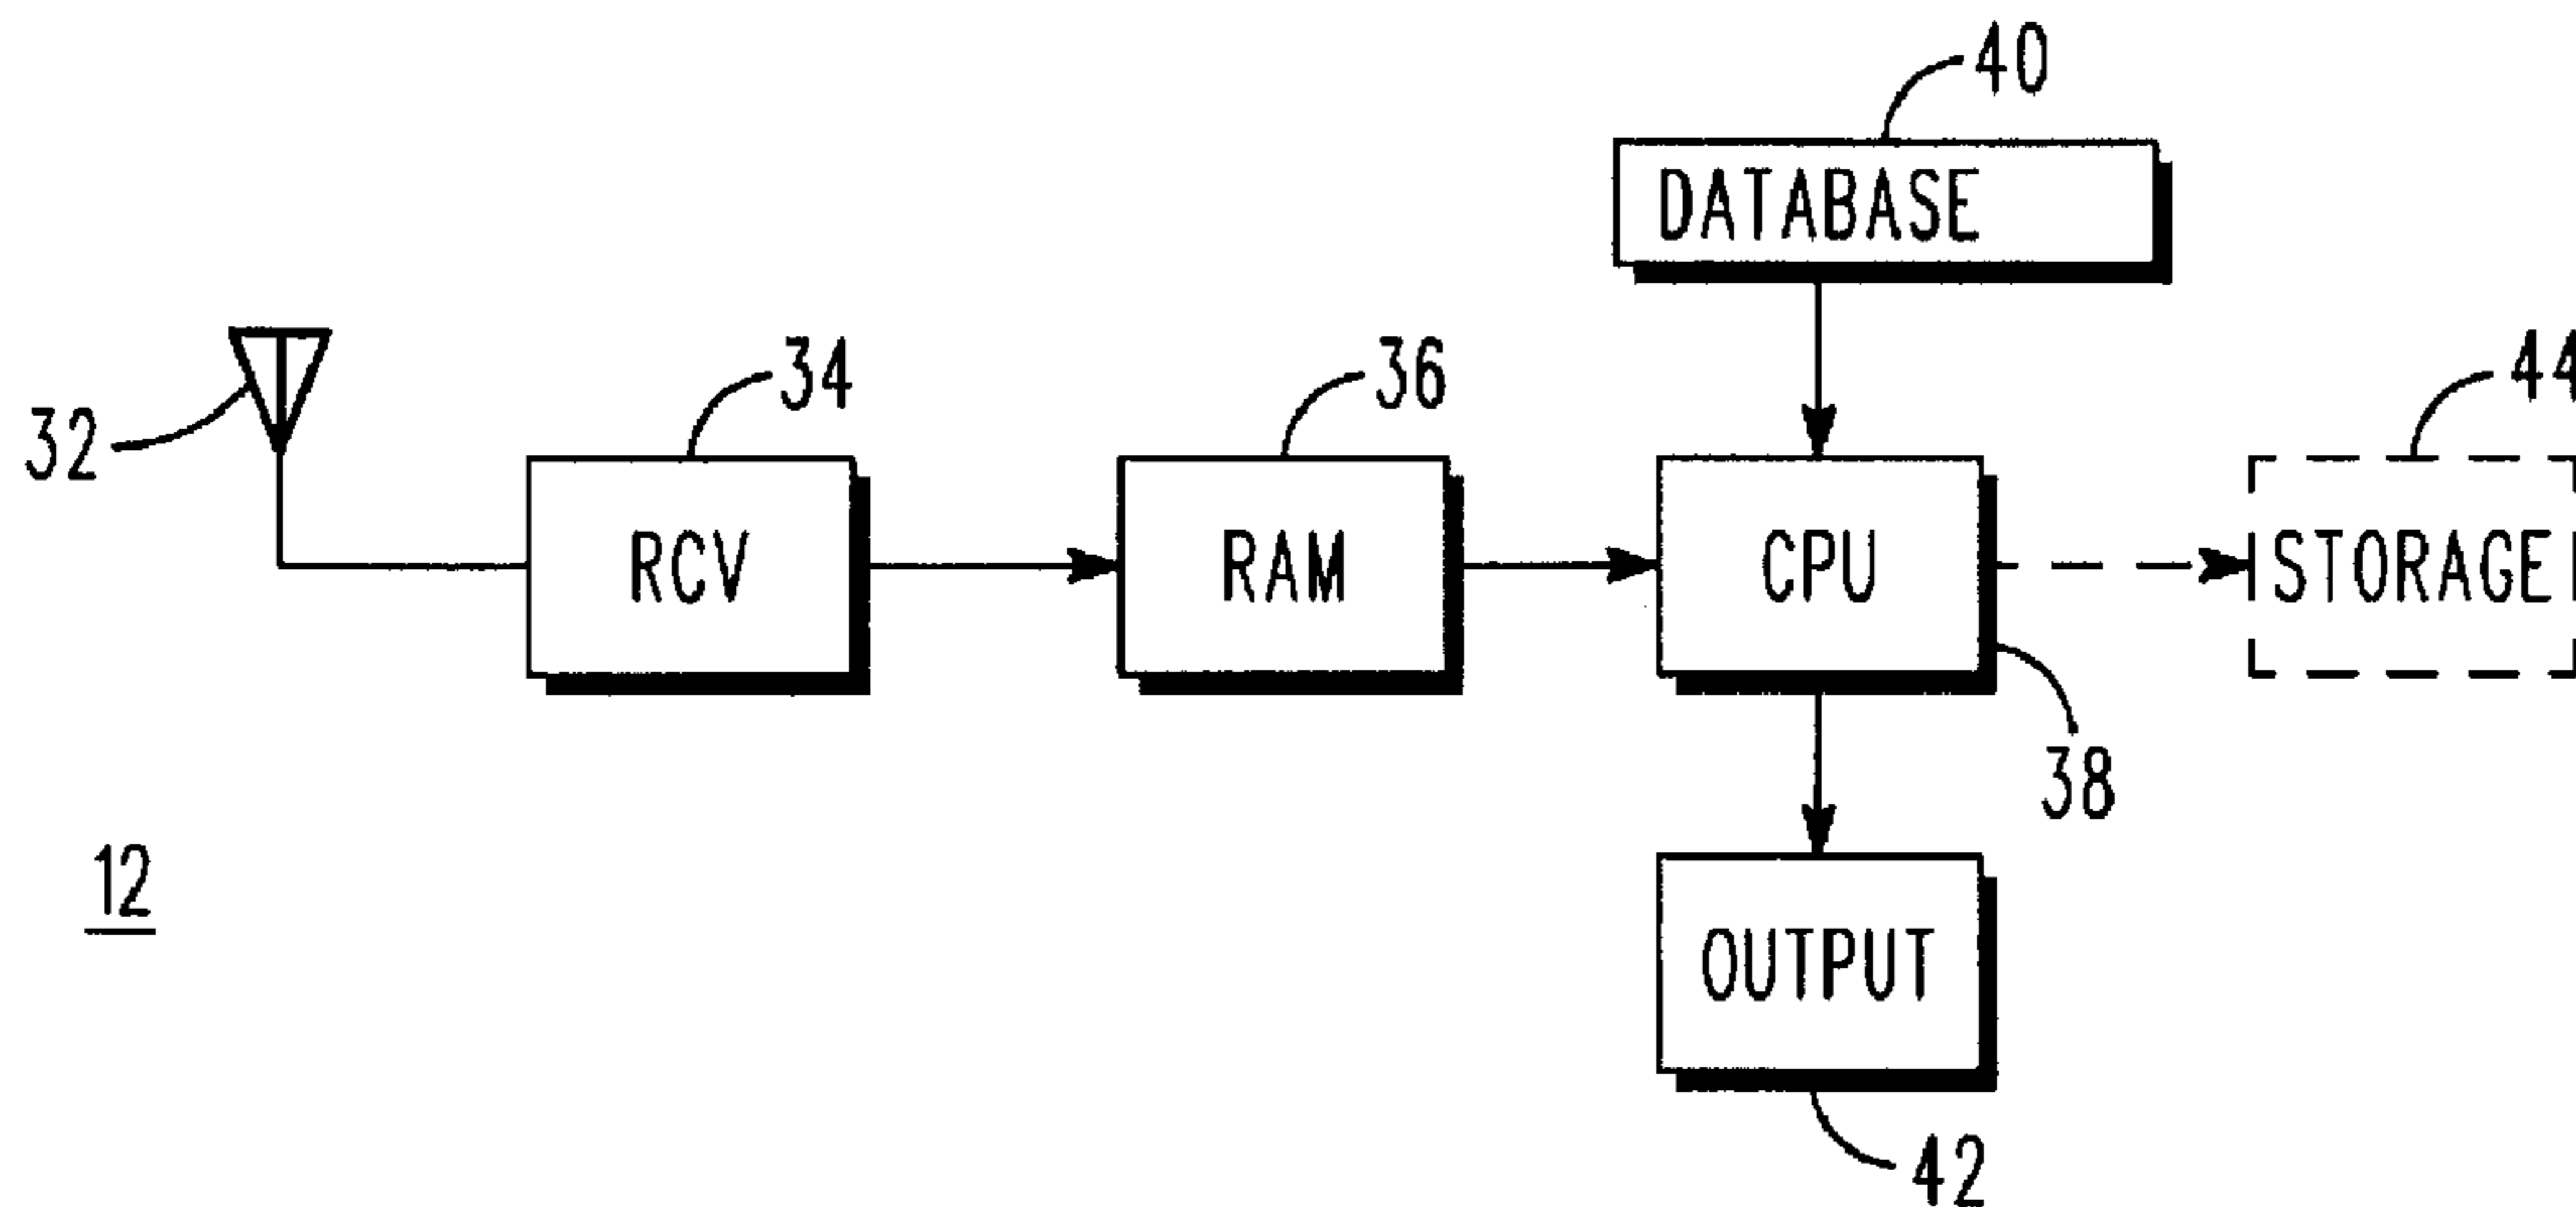 40
DATABASE
34
36
44
32
RCV
RAM
CPU
STORAGE
38
12
OUTPUT
42